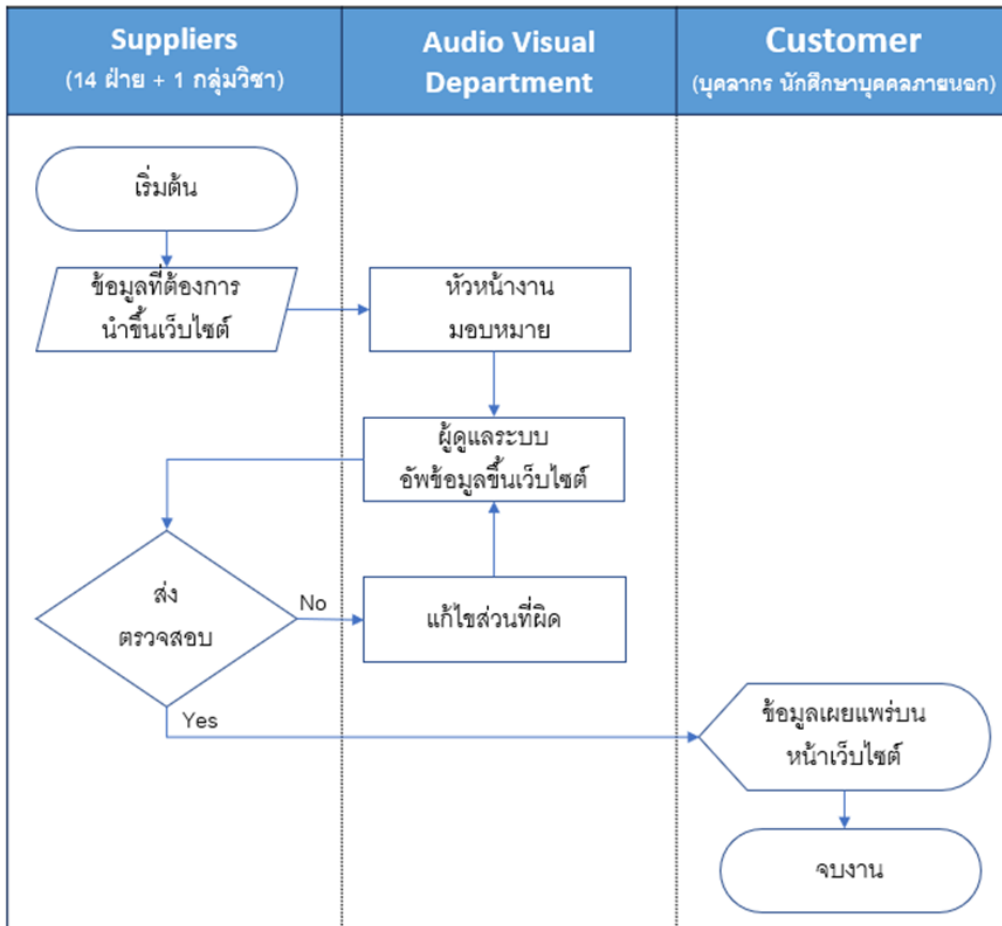 Suppliers
(14 ฝ่าย + 1 กลุ่มวิชา)
Audio Visual
Department
Customer
(บุคลากร นักศึกษาบุคคลภายนอก)
เริ่มต้น
ข้อมูลที่ต้องการ
นำขึ้นเว็บไซต์
หัวหน้างาน
มอบหมาย
ผู้ดูแลระบบ
อัพข้อมูลขึ้นเว็บไซต์
ส่ง
ตรวจสอบ
No
แก้ไขส่วนที่ผิด
Yes
ข้อมูลเผยแพร่บน
หน้าเว็บไซต์
จบงาน